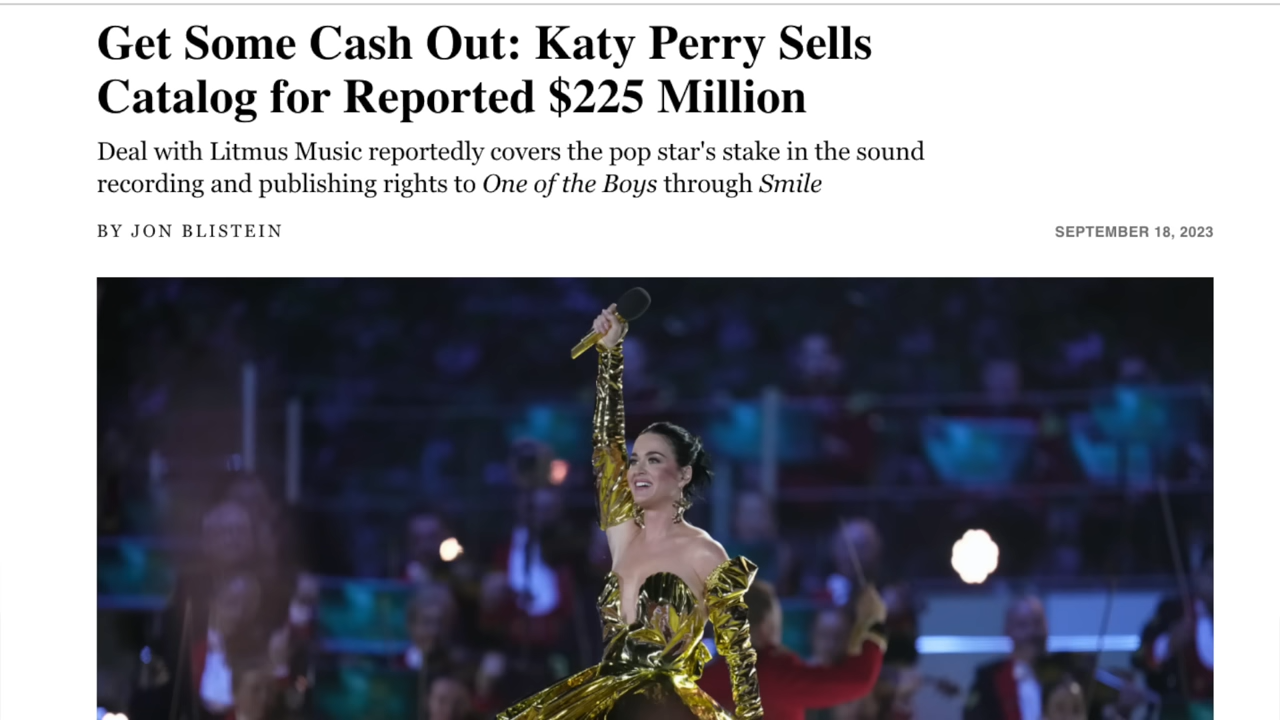 Get Some Cash Out: Katy Perry Sells
Catalog for Reported $225 Million
Deal with Litmus Music reportedly covers the pop star's stake in the sound
recording and publishing rights to One of the Boys through Smile
BY JON BLISTEIN
SEPTEMBER 18, 2023